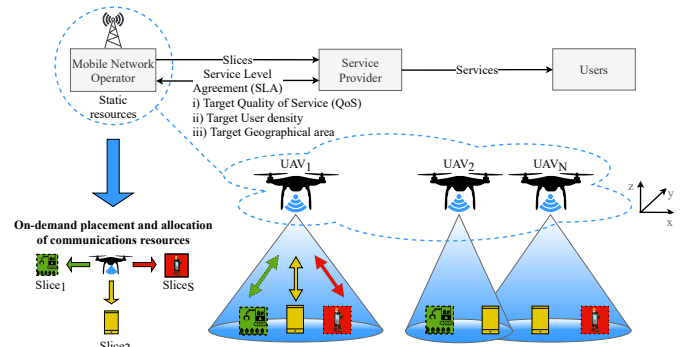 Mobile Network
Operator
Static
resources
Slices
Service Level
Agreement (SLA)
i) Target Quality of Service (QoS)
ii) Target User density
iii) Target Geographical area
Service
Provider
Services
Users
UAV1
UAV2
UAVN
z
y
x
On-demand placement and allocation
of communications resources
Slice1
SliceS
Slice2